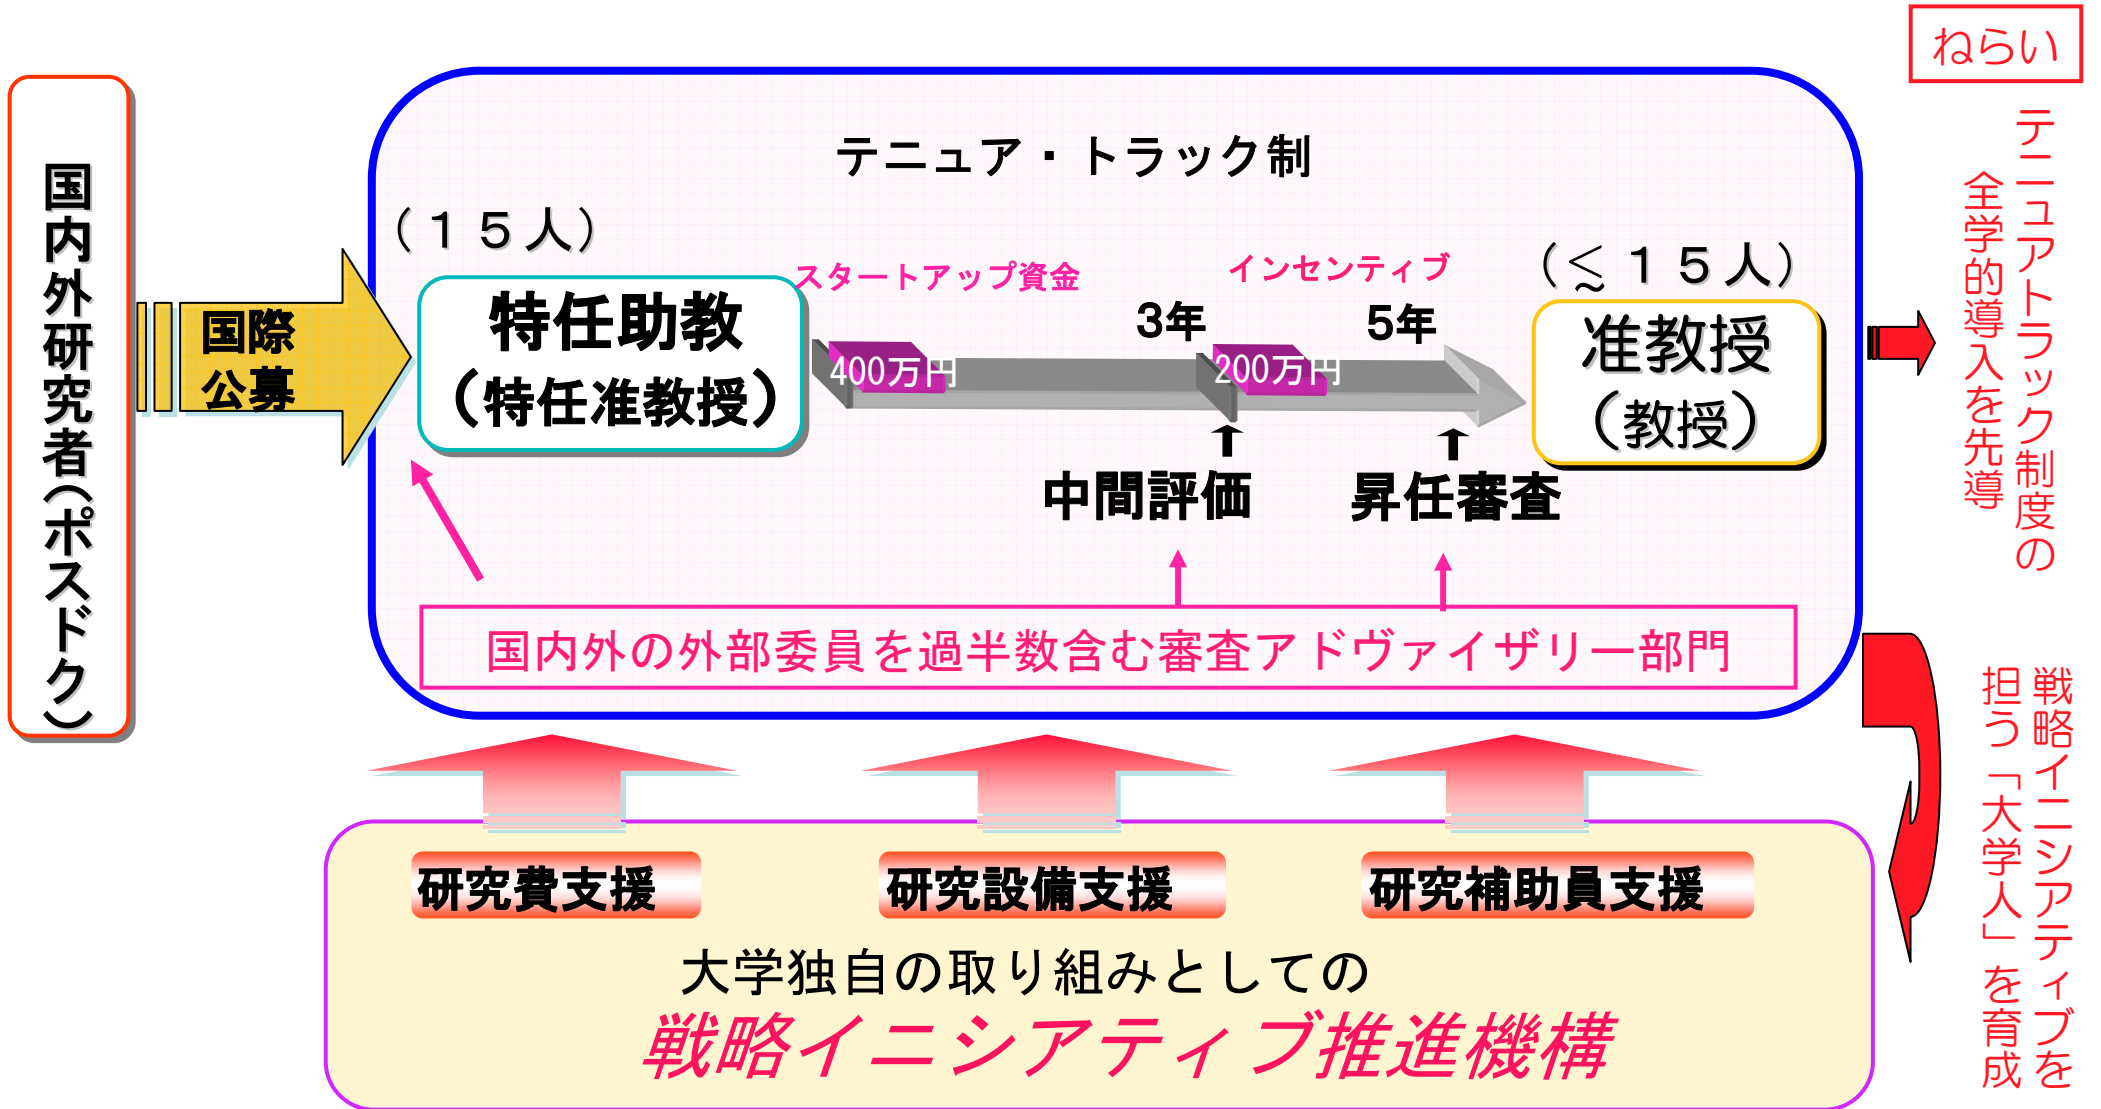 ねらい
国内外研究者(ポスドク)
国際
公募
テニュア・トラック制
(15人)
特任助教
(特任准教授)
スタートアップ資金
400万円
3年
インセンティブ
200万円
5年
(≲15人)
准教授
(教授)
中間評価
昇任審査
国内外の外部委員を過半数含む審査アドヴァイザリー部門
テニュアトラック制度の
全学的導入を先導
戦略イニシアティブを
担う「大学人」を育成
研究費支援
研究設備支援
研究補助員支援
大学独自の取り組みとしての
戦略イニシアティブ推進機構